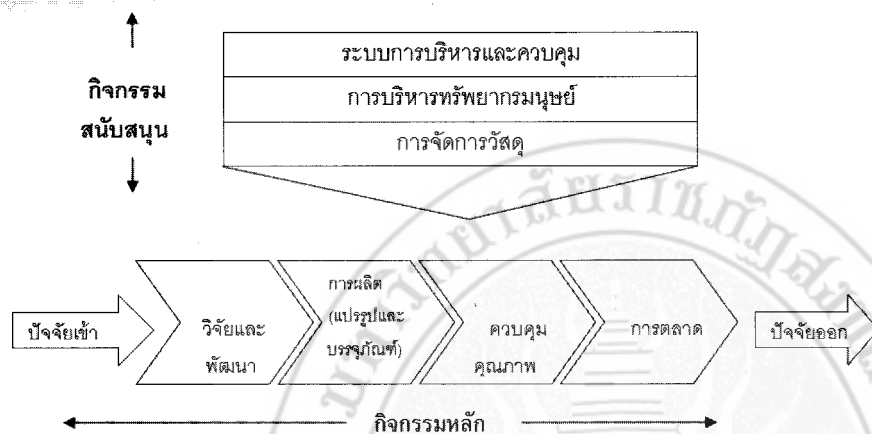 ระบบการบริหารและควบคุม
กิจกรรม
สนับสนุน
การบริหารทรัพยากรมนุษย์
การจัดการวัสดุ
ปัจจัยเข้า
วิจัยและ
พัฒนา
การผลิต
(แปรรูปและ
บรรจุภัณฑ์)
ควบคุม
คุณภาพ
การตลาด
ปัจจัยออก
กิจกรรมหลัก